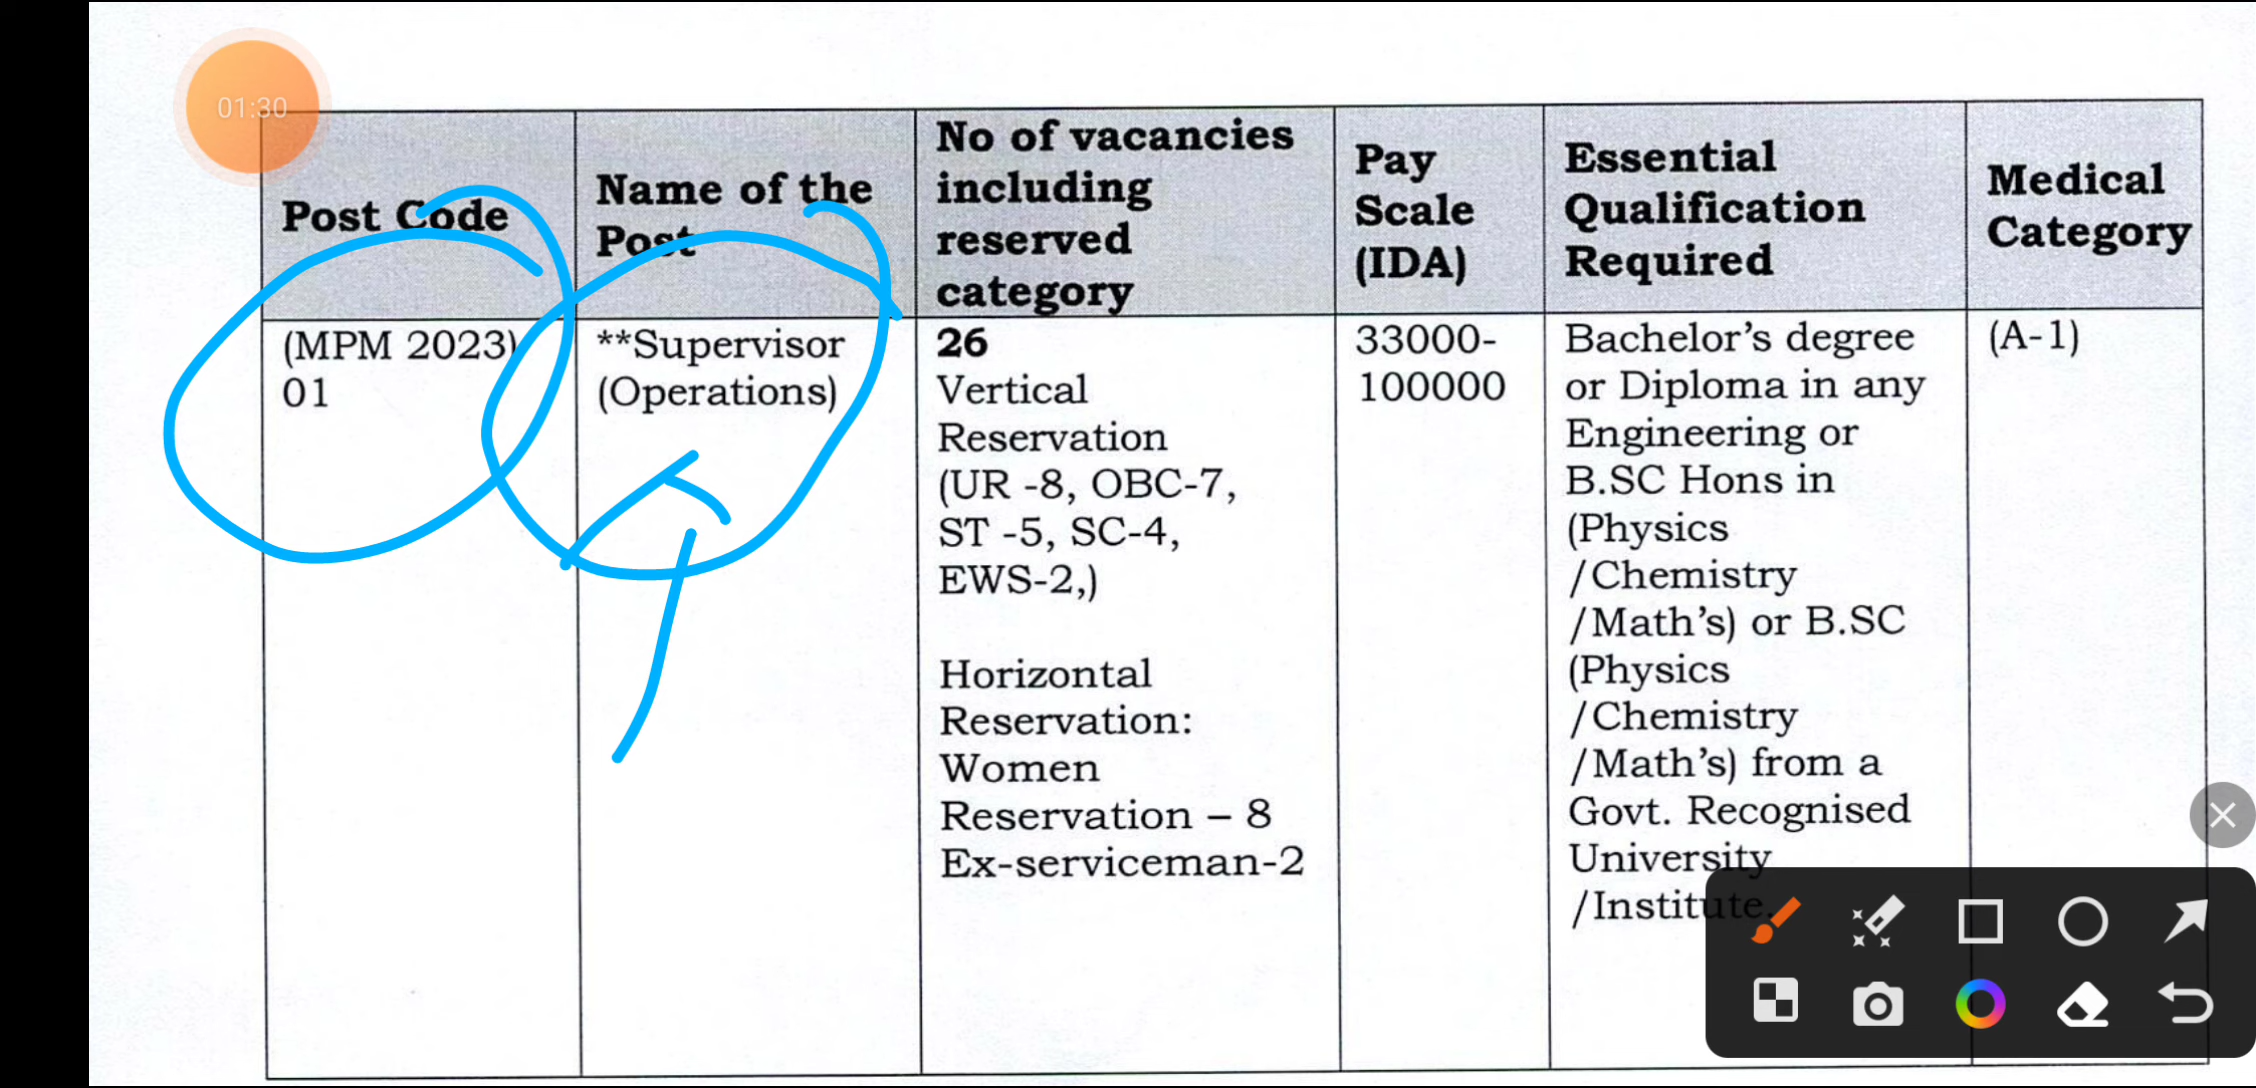 01:30
Post Code
Name of the
Post
No of vacancies
including
reserved
category
Pay
Scale
(IDA)
Essential
Qualification
Required
Medical
Category
(MPM 2023)
01
**Supervisor
(Operations)
26
Vertical
Reservation
(UR -8, OBC-7,
ST -5, SC-4,
EWS-2,)
Horizontal
Reservation:
Women
Reservation – 8
Ex-serviceman-2
33000-
100000
Bachelor's degree
or Diploma in any
Engineering or
B.SC Hons in
(Physics
/Chemistry
/Math's) or B.SC
(Physics
/Chemistry
/Math's) from a
Govt. Recognised
University
/Institute.
(A-1)